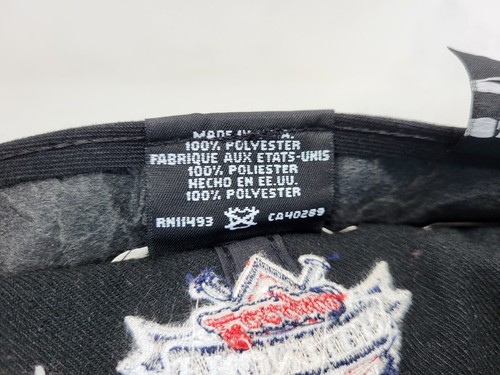 MADE IN U.S.A.
100% POLYESTER
FABRIQUE AUX ETATS-UNIS
100% POLIESTER
HECHO EN EE.UU.
100% POLYESTER
RN11493 CA40289